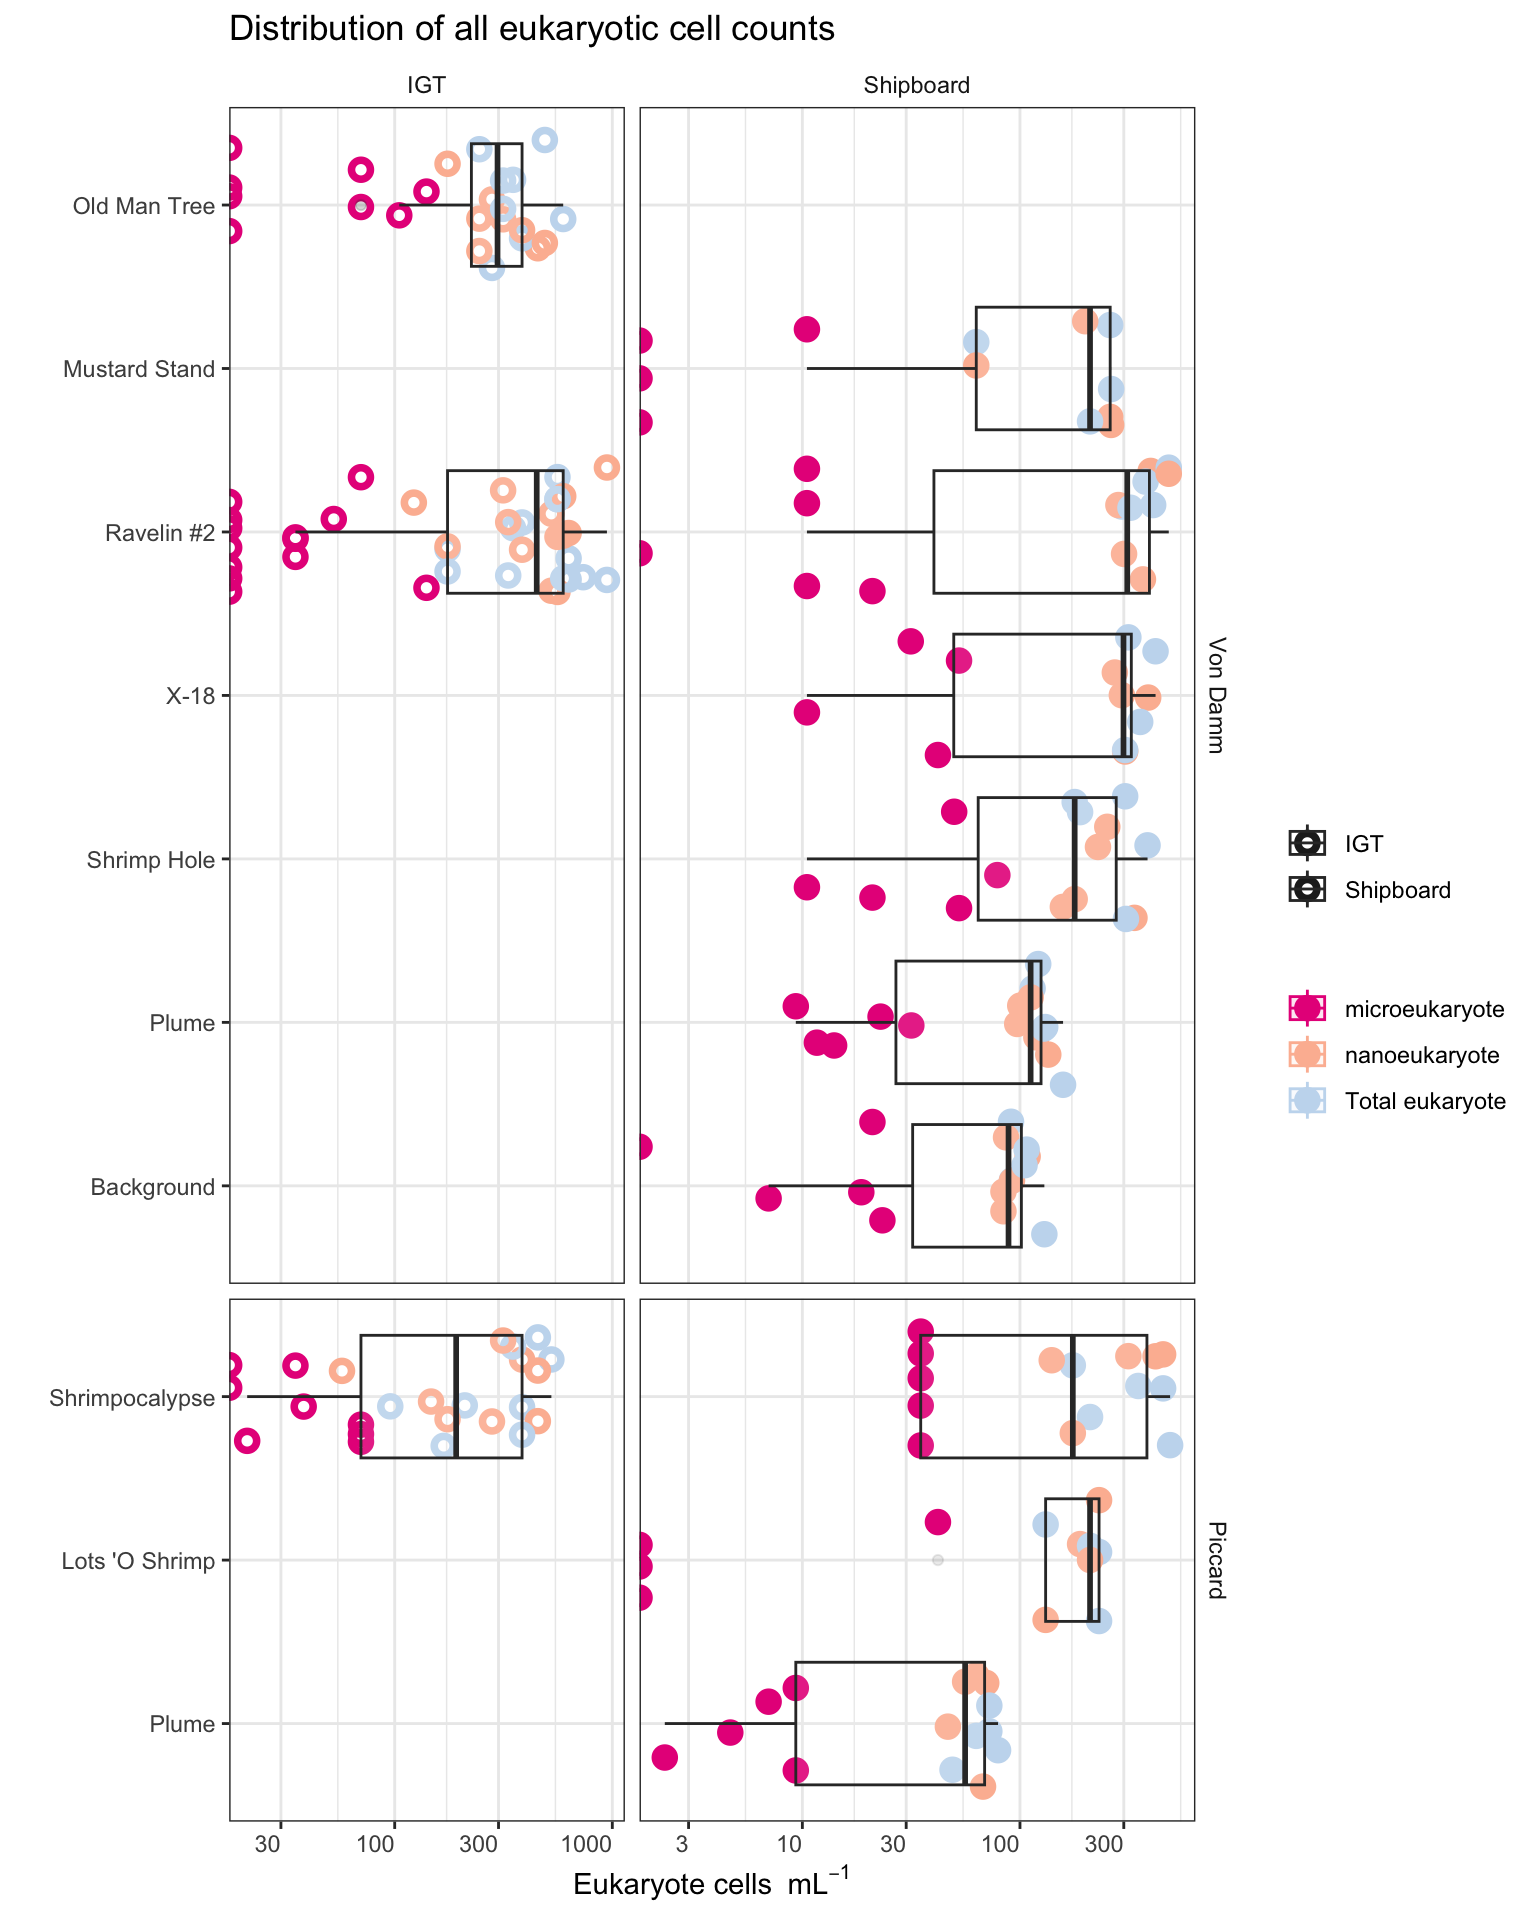 Distribution of all eukaryotic cell counts
IGT
Shipboard
Old Man Tree
Mustard Stand
Ravelin #2
X-18
Shrimp Hole
Plume
Background
Von Damm
Shrimpocalypse
Lots 'O Shrimp
Plume
Piccard
30 100 300 1000
3 10 30 100 300
Eukaryote cells mL⁻¹
IGT
Shipboard
microeukaryote
nanoeukaryote
Total eukaryote